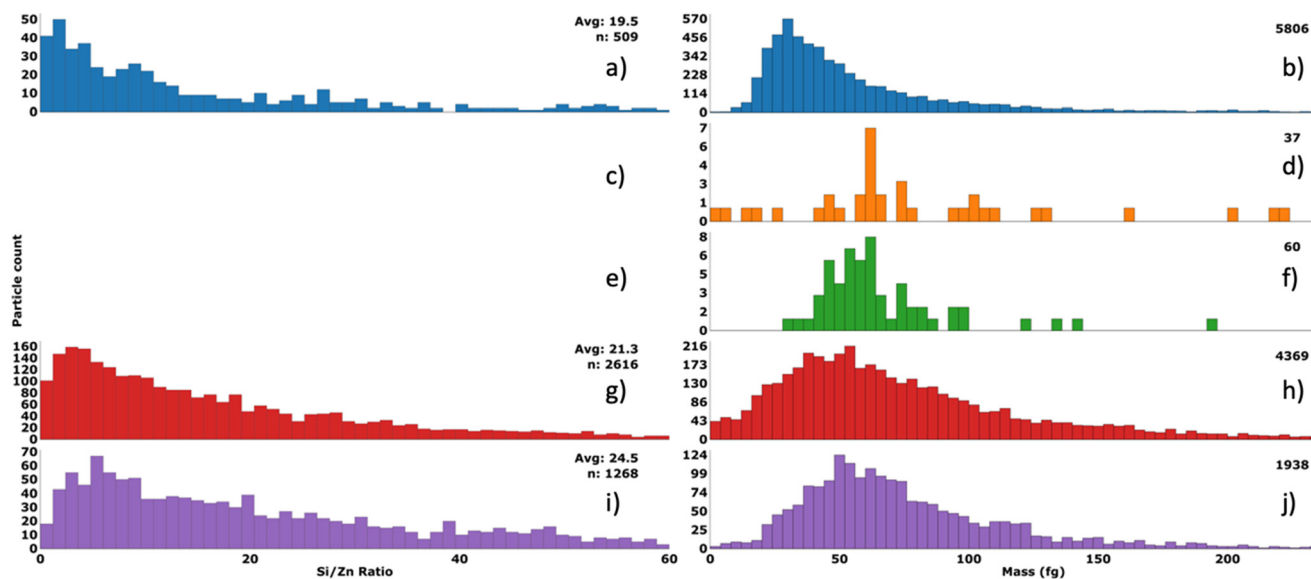 50
40
30
20
10
0
Avg: 19.5
n: 509
a)
570
456
342
228
114
0
5806
b)
c)
7
6
4
3
1
0
37
d)
Particle count
e)
8
6
5
3
2
0
60
f)
160
140
120
100
80
60
40
20
0
Avg: 21.3
n: 2616
g)
216
173
130
86
43
0
4369
h)
70
60
50
40
30
20
10
0
Avg: 24.5
n: 1268
i)
124
99
74
50
25
0
1938
j)
0 20 40 60
Si/Zn Ratio
50 100 150 200
Mass (fg)